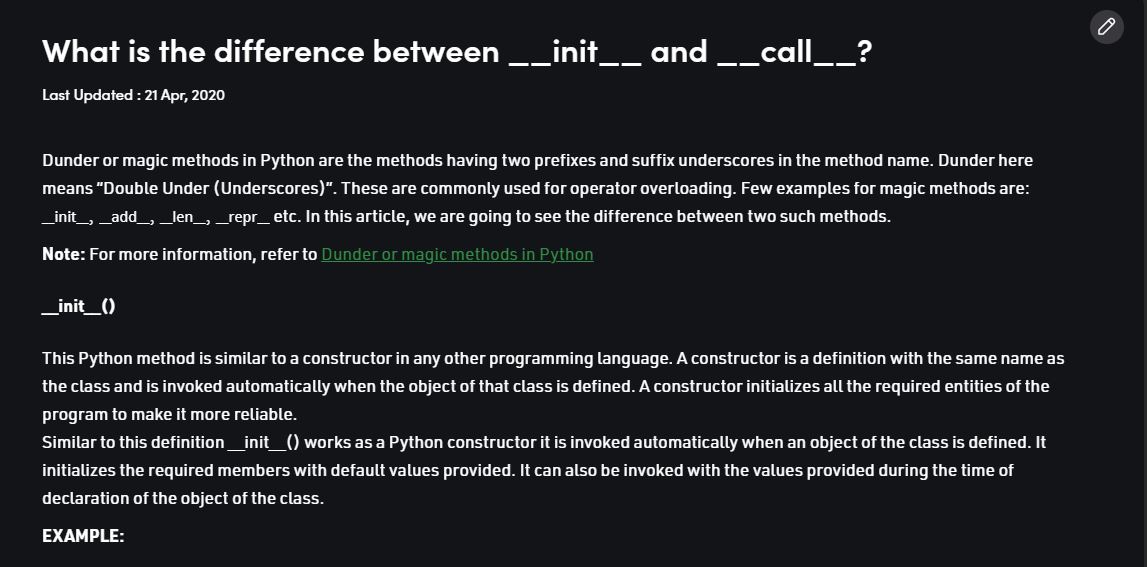 What is the difference between __init__ and __call__?
Last Updated : 21 Apr, 2020
Dunder or magic methods in Python are the methods having two prefixes and suffix underscores in the method name. Dunder here
means “Double Under (Underscores)”. These are commonly used for operator overloading. Few examples for magic methods are:
__init__, __add__, __len__, __repr__ etc. In this article, we are going to see the difference between two such methods.
Note: For more information, refer to Dunder or magic methods in Python
__init__()
This Python method is similar to a constructor in any other programming language. A constructor is a definition with the same name as
the class and is invoked automatically when the object of that class is defined. A constructor initializes all the required entities of the
program to make it more reliable.
Similar to this definition __init__() works as a Python constructor it is invoked automatically when an object of the class is defined. It
initializes the required members with default values provided. It can also be invoked with the values provided during the time of
declaration of the object of the class.
EXAMPLE: